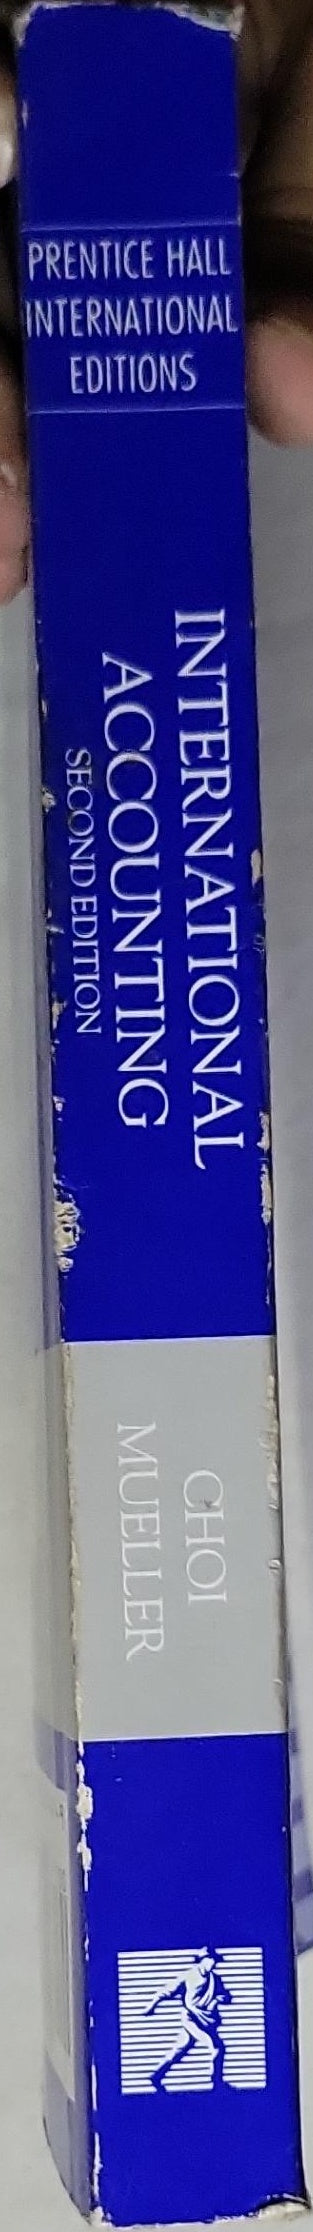 PRENTICE HALL
INTERNATIONAL
EDITIONS
INTERNATIONAL
ACCOUNTING
SECOND EDITION
CHOI
MUELLER